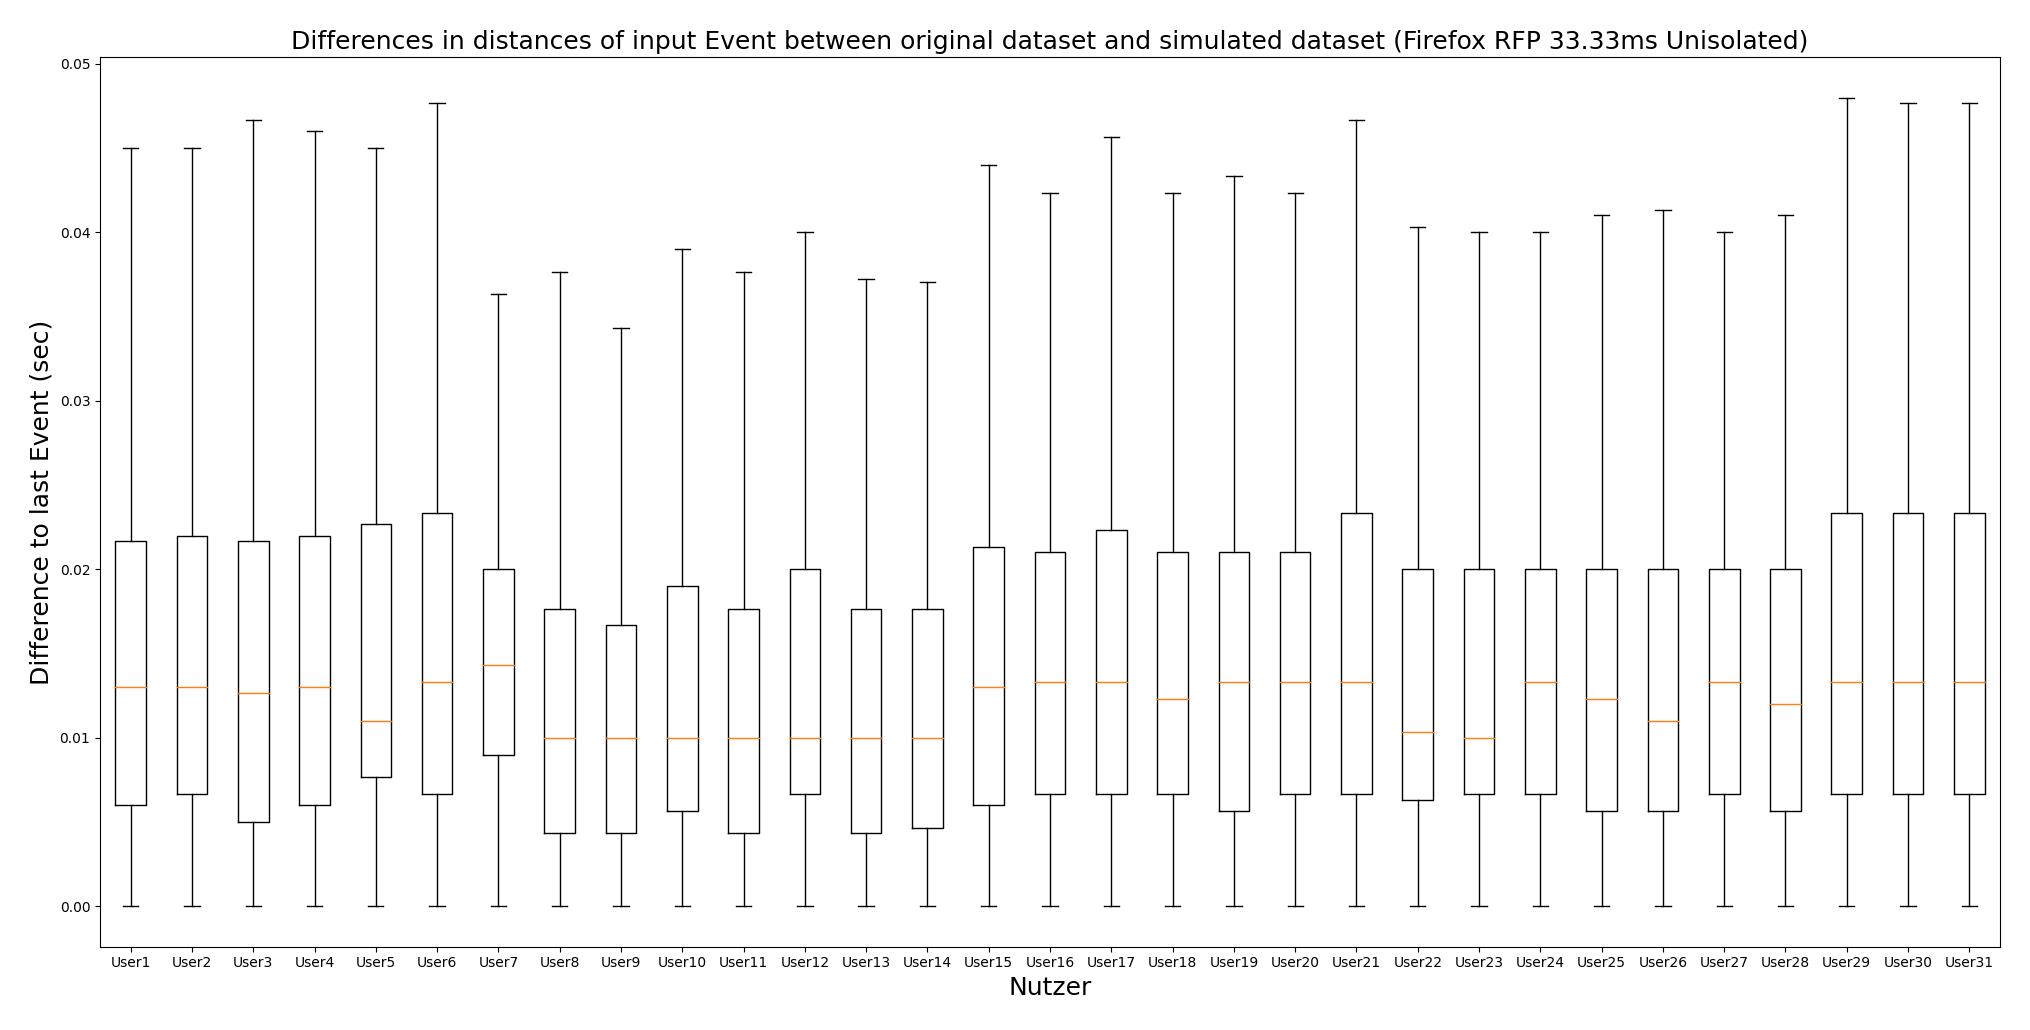 Differences in distances of input Event between original dataset and simulated dataset (Firefox RFP 33.33ms Unisolated)
Difference to last Event (sec)
0.05
0.04
0.03
0.02
0.01
0.00
User1 User2 User3 User4 User5 User6 User7 User8 User9 User10 User11 User12 User13 User14 User15 User16 User17 User18 User19 User20 User21 User22 User23 User24 User25 User26 User27 User28 User29 User30 User31
Nutzer